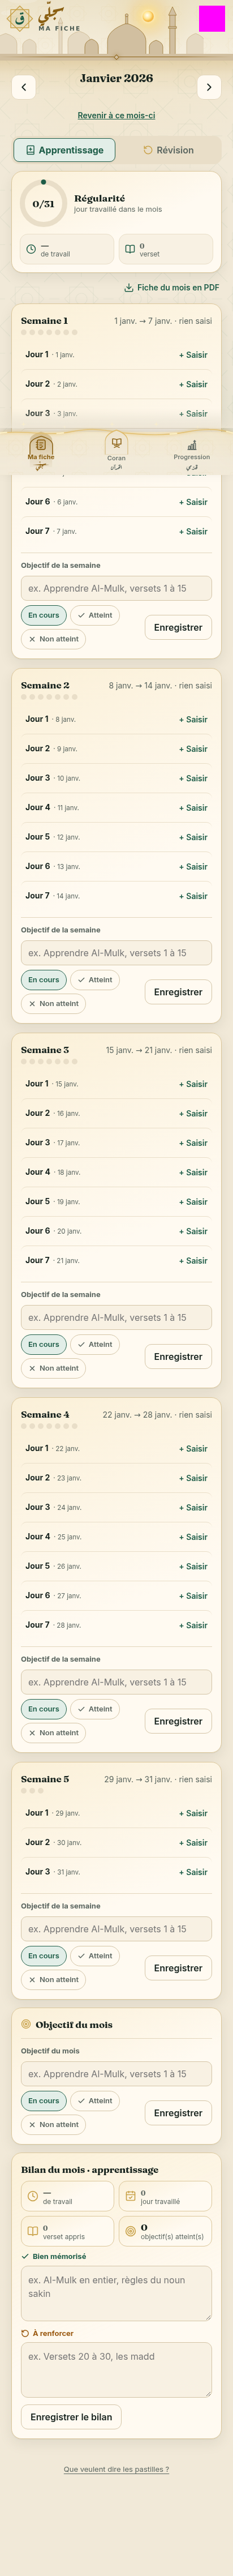 سجلّي
MA FICHE
Janvier 2026
Revenir à ce mois-ci
Apprentissage
Révision
0/31
Régularité
jour travaillé dans le mois
—
de travail
0
verset
Fiche du mois en PDF
Semaine 1
1 janv. → 7 janv. · rien saisi
Jour 1 · 1 janv.
+ Saisir
Jour 2 · 2 janv.
+ Saisir
Jour 3 · 3 janv.
+ Saisir
Ma fiche
Coran
Progression
Jour 6 · 6 janv.
+ Saisir
Jour 7 · 7 janv.
+ Saisir
Objectif de la semaine
ex. Apprendre Al-Mulk, versets 1 à 15
En cours
Atteint
Non atteint
Enregistrer
Semaine 2
8 janv. → 14 janv. · rien saisi
Jour 1 · 8 janv.
+ Saisir
Jour 2 · 9 janv.
+ Saisir
Jour 3 · 10 janv.
+ Saisir
Jour 4 · 11 janv.
+ Saisir
Jour 5 · 12 janv.
+ Saisir
Jour 6 · 13 janv.
+ Saisir
Jour 7 · 14 janv.
+ Saisir
Objectif de la semaine
ex. Apprendre Al-Mulk, versets 1 à 15
En cours
Atteint
Non atteint
Enregistrer
Semaine 3
15 janv. → 21 janv. · rien saisi
Jour 1 · 15 janv.
+ Saisir
Jour 2 · 16 janv.
+ Saisir
Jour 3 · 17 janv.
+ Saisir
Jour 4 · 18 janv.
+ Saisir
Jour 5 · 19 janv.
+ Saisir
Jour 6 · 20 janv.
+ Saisir
Jour 7 · 21 janv.
+ Saisir
Objectif de la semaine
ex. Apprendre Al-Mulk, versets 1 à 15
En cours
Atteint
Non atteint
Enregistrer
Semaine 4
22 janv. → 28 janv. · rien saisi
Jour 1 · 22 janv.
+ Saisir
Jour 2 · 23 janv.
+ Saisir
Jour 3 · 24 janv.
+ Saisir
Jour 4 · 25 janv.
+ Saisir
Jour 5 · 26 janv.
+ Saisir
Jour 6 · 27 janv.
+ Saisir
Jour 7 · 28 janv.
+ Saisir
Objectif de la semaine
ex. Apprendre Al-Mulk, versets 1 à 15
En cours
Atteint
Non atteint
Enregistrer
Semaine 5
29 janv. → 31 janv. · rien saisi
Jour 1 · 29 janv.
+ Saisir
Jour 2 · 30 janv.
+ Saisir
Jour 3 · 31 janv.
+ Saisir
Objectif de la semaine
ex. Apprendre Al-Mulk, versets 1 à 15
En cours
Atteint
Non atteint
Enregistrer
Objectif du mois
Objectif du mois
ex. Apprendre Al-Mulk, versets 1 à 15
En cours
Atteint
Non atteint
Enregistrer
Bilan du mois · apprentissage
—
de travail
0
jour travaillé
0
verset appris
0
objectif(s) atteint(s)
Bien mémorisé
ex. Al-Mulk en entier, règles du noun
sakin
À renforcer
ex. Versets 20 à 30, les madd
Enregistrer le bilan
Que veulent dire les pastilles ?